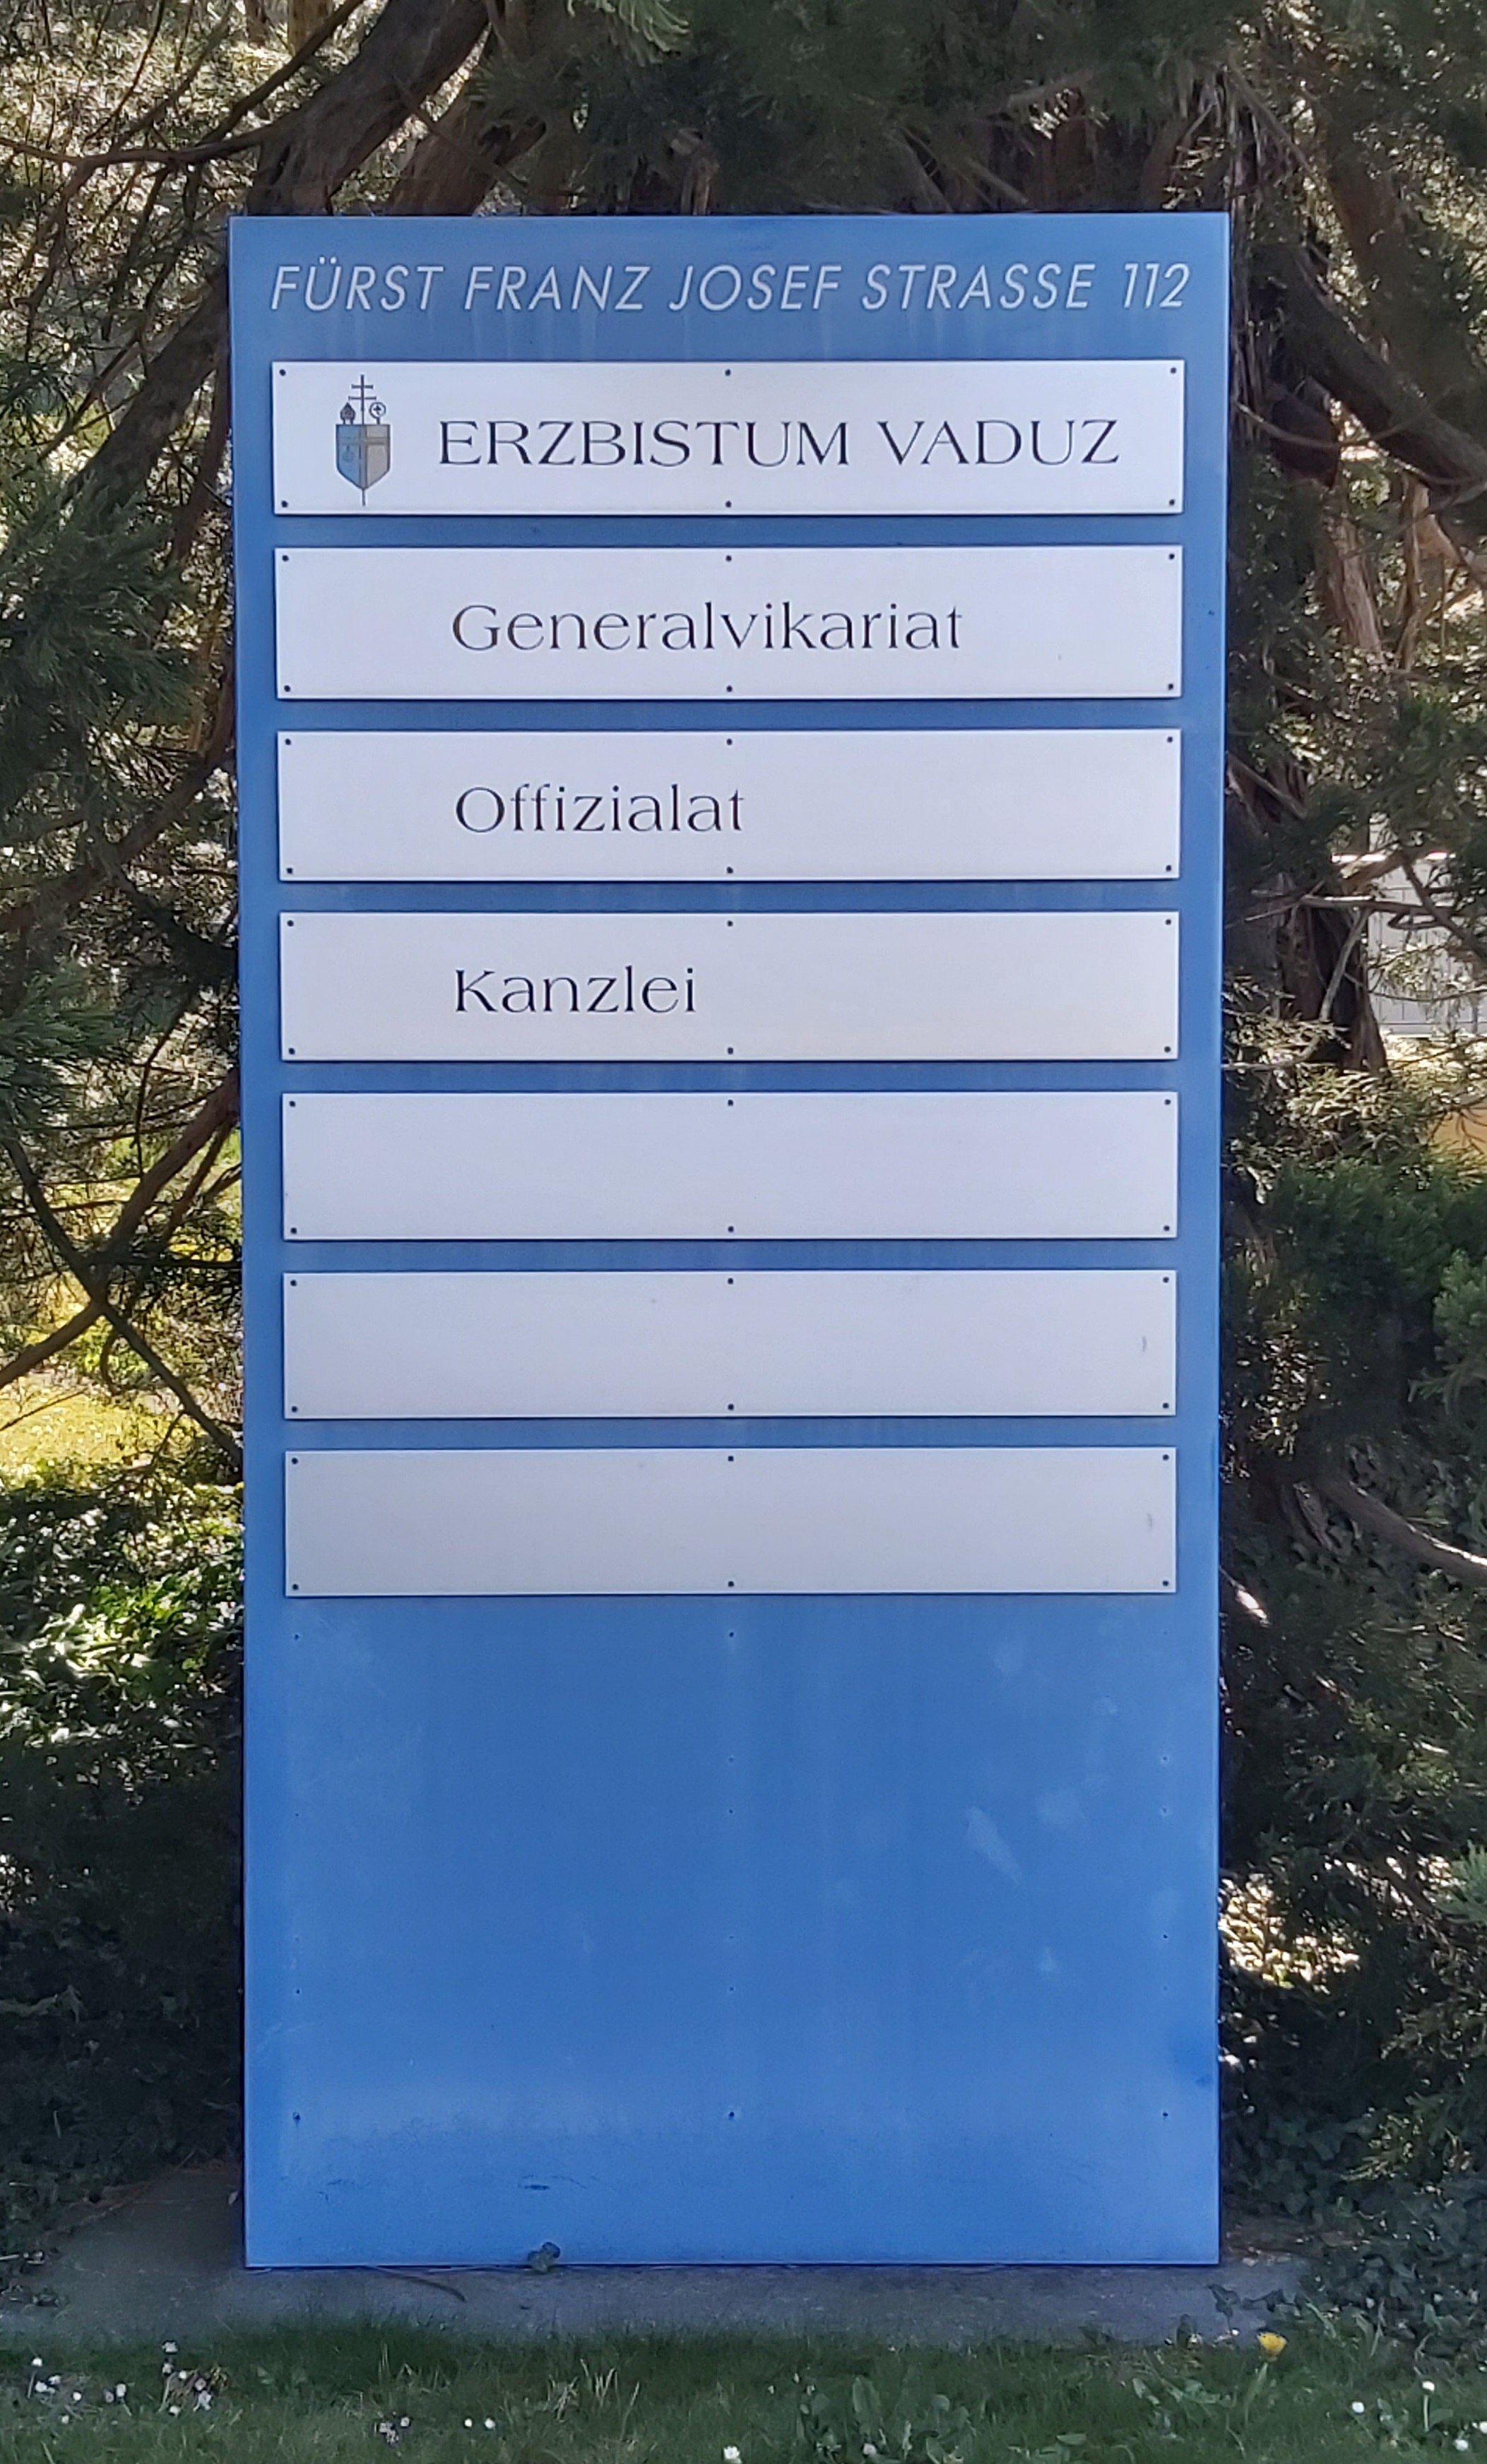 FÜRST FRANZ JOSEF STRASSE 112
ERZBISTUM VADUZ
Generalvikariat
Offizialat
Kanzlei